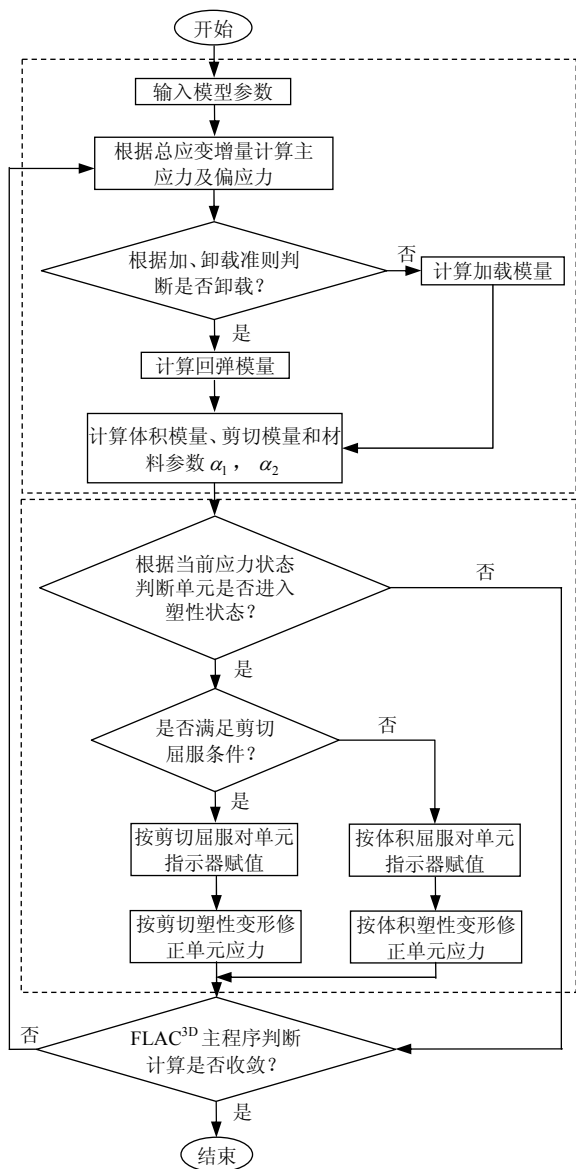 开始
输入模型参数
根据总应变增量计算主
应力及偏应力
根据加、卸载准则判
断是否卸载?
否
计算加载模量
是
计算回弹模量
计算体积模量、剪切模量和材
料参数 α₁ , α₂
根据当前应力状态
判断单元是否进入
塑性状态?
否
是
是否满足剪切
屈服条件?
否
是
按剪切屈服对单元
指示器赋值
按体积屈服对单元
指示器赋值
按剪切塑性变形修
正单元应力
按体积塑性变形修
正单元应力
否
FLAC³ᴰ 主程序判断
计算是否收敛?
是
结束